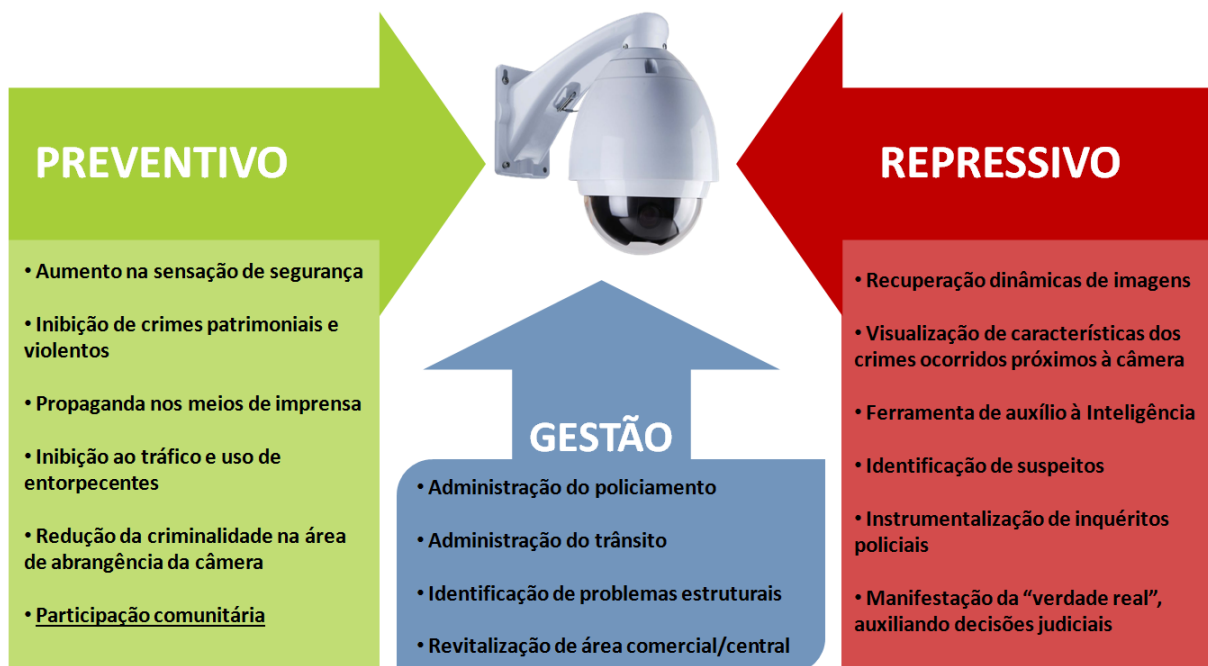 PREVENTIVO
• Aumento na sensação de segurança
• Inibição de crimes patrimoniais e
violentos
• Propaganda nos meios de imprensa
• Inibição ao tráfico e uso de
entorpecentes
• Redução da criminalidade na área
de abrangência da câmera
• Participação comunitária
GESTÃO
• Administração do policiamento
• Administração do trânsito
• Identificação de problemas estruturais
• Revitalização de área comercial/central
REPRESSIVO
• Recuperação dinâmicas de imagens
• Visualização de características dos
crimes ocorridos próximos à câmera
• Ferramenta de auxílio à Inteligência
• Identificação de suspeitos
• Instrumentalização de inquéritos
policiais
• Manifestação da “verdade real”,
auxiliando decisões judiciais